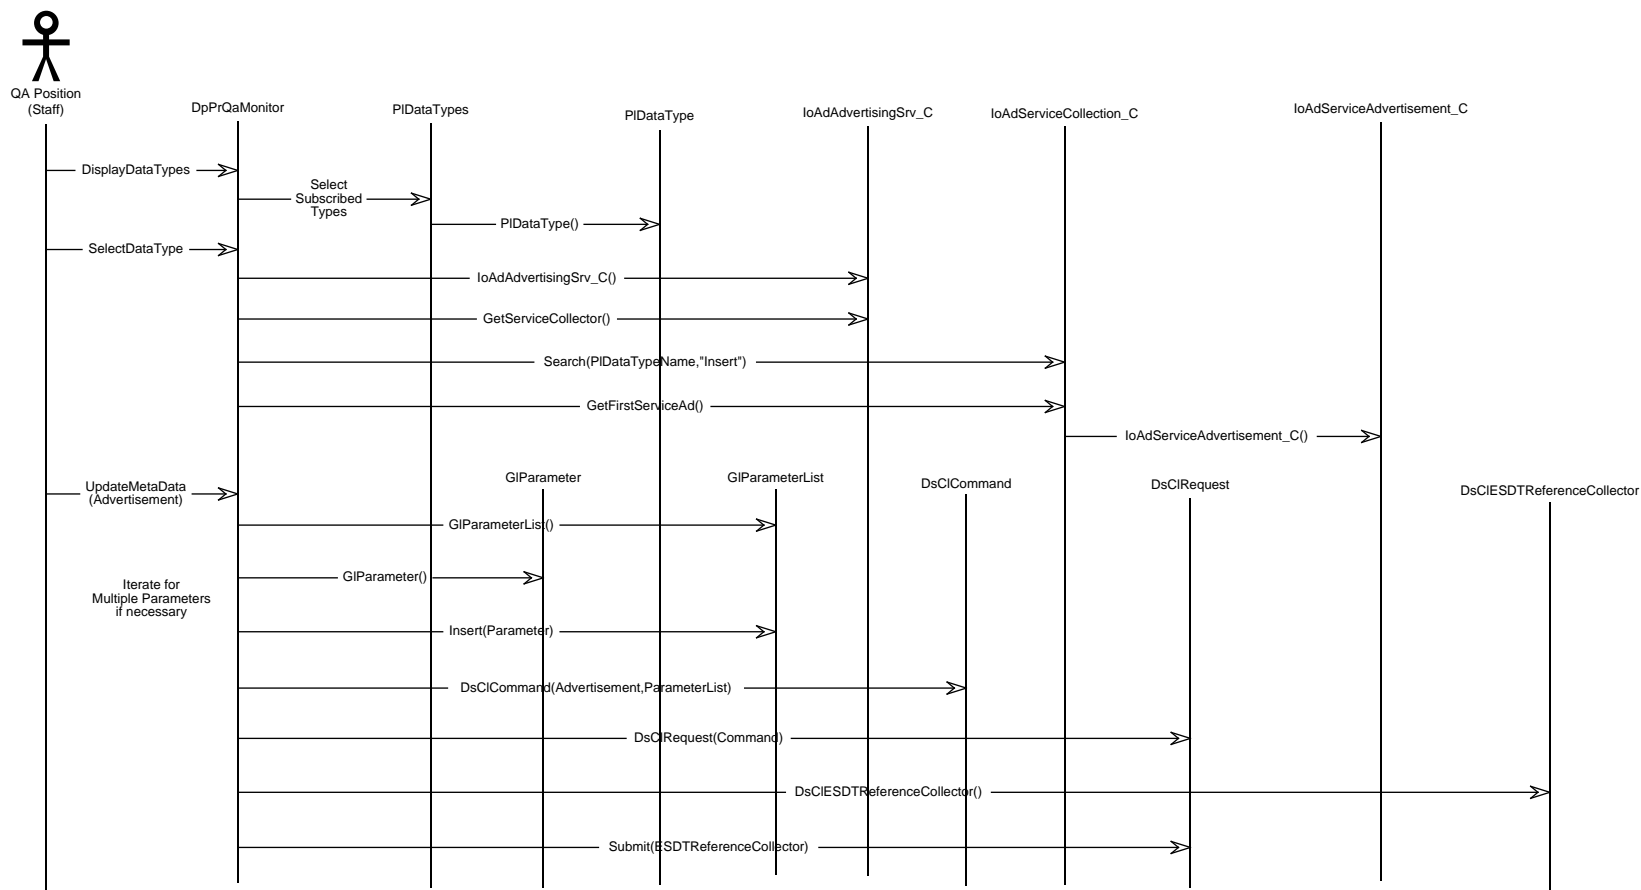 QA Position
(Staff)
DpPrQaMonitor
PlDataTypes
PlDataType
IoAdAdvertisingSrv_C
IoAdServiceCollection_C
IoAdServiceAdvertisement_C
DisplayDataTypes
Select
Subscribed
Types
PlDataType()
SelectDataType
IoAdAdvertisingSrv_C()
GetServiceCollector()
Search(PlDataTypeName,"Insert")
GetFirstServiceAd()
IoAdServiceAdvertisement_C()
GlParameter
GlParameterList
DsClCommand
DsClRequest
DsClESDTReferenceCollector
UpdateMetaData
(Advertisement)
GlParameterList()
GlParameter()
Iterate for
Multiple Parameters
if necessary
Insert(Parameter)
DsClCommand(Advertisement,ParameterList)
DsClRequest(Command)
DsClESDTReferenceCollector()
Submit(ESDTReferenceCollector)